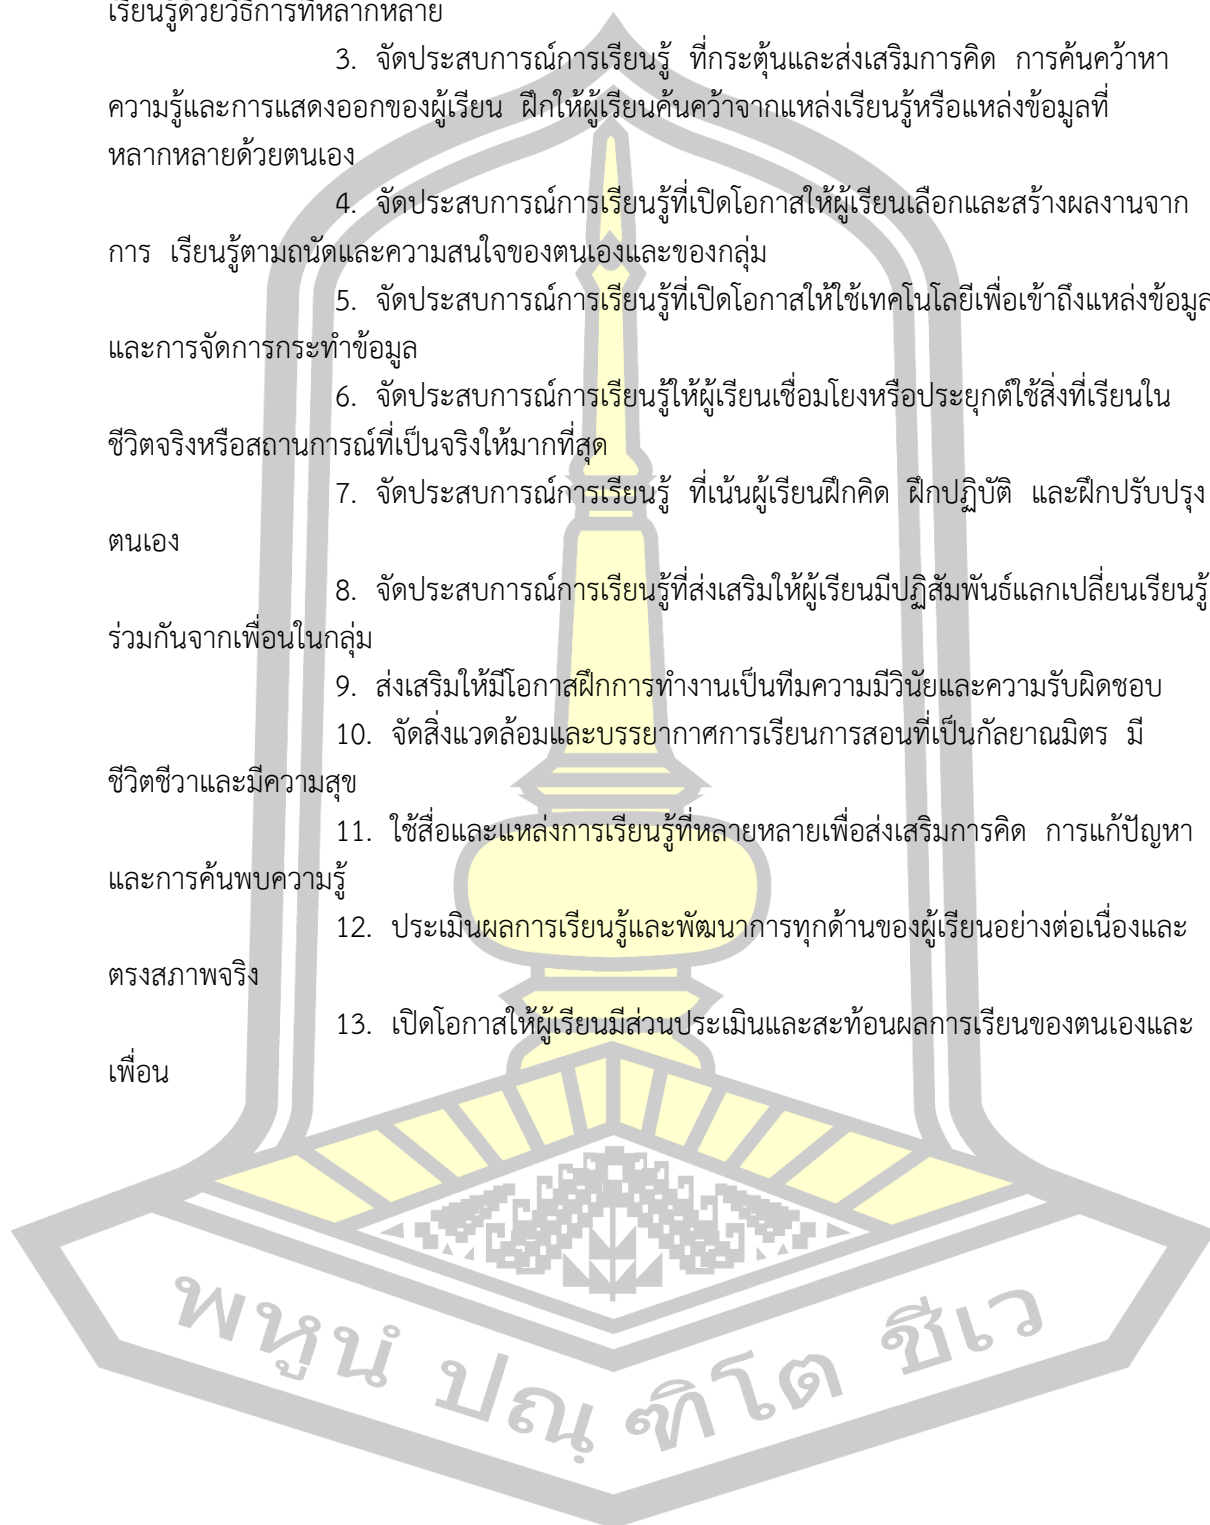 เรียนรู้ด้วยวิธีการที่หลากหลาย
3. จัดประสบการณ์การเรียนรู้ ที่กระตุ้นและส่งเสริมการคิด การค้นคว้าหา
ความรู้และการแสดงออกของผู้เรียน ฝึกให้ผู้เรียนค้นคว้าจากแหล่งเรียนรู้หรือแหล่งข้อมูลที่
หลากหลายด้วยตนเอง
4. จัดประสบการณ์การเรียนรู้ที่เปิดโอกาสให้ผู้เรียนเลือกและสร้างผลงานจาก
การ เรียนรู้ตามถนัดและความสนใจของตนเองและของกลุ่ม
5. จัดประสบการณ์การเรียนรู้ที่เปิดโอกาสให้ใช้เทคโนโลยีเพื่อเข้าถึงแหล่งข้อมูล
และการจัดการกระทำข้อมูล
6. จัดประสบการณ์การเรียนรู้ให้ผู้เรียนเชื่อมโยงหรือประยุกต์ใช้สิ่งที่เรียนใน
ชีวิตจริงหรือสถานการณ์ที่เป็นจริงให้มากที่สุด
7. จัดประสบการณ์การเรียนรู้ ที่เน้นผู้เรียนฝึกคิด ฝึกปฏิบัติ และฝึกปรับปรุง
ตนเอง
8. จัดประสบการณ์การเรียนรู้ที่ส่งเสริมให้ผู้เรียนมีปฏิสัมพันธ์แลกเปลี่ยนเรียนรู้
ร่วมกันจากเพื่อนในกลุ่ม
9. ส่งเสริมให้มีโอกาสฝึกการทำงานเป็นทีมความมีวินัยและความรับผิดชอบ
10. จัดสิ่งแวดล้อมและบรรยากาศการเรียนการสอนที่เป็นกัลยาณมิตร มี
ชีวิตชีวาและมีความสุข
11. ใช้สื่อและแหล่งการเรียนรู้ที่หลายหลายเพื่อส่งเสริมการคิด การแก้ปัญหา
และการค้นพบความรู้
12. ประเมินผลการเรียนรู้และพัฒนาการทุกด้านของผู้เรียนอย่างต่อเนื่องและ
ตรงสภาพจริง
13. เปิดโอกาสให้ผู้เรียนมีส่วนประเมินและสะท้อนผลการเรียนของตนเองและ
เพื่อน
พหูนํ ปณฺฑิโต ชีเว